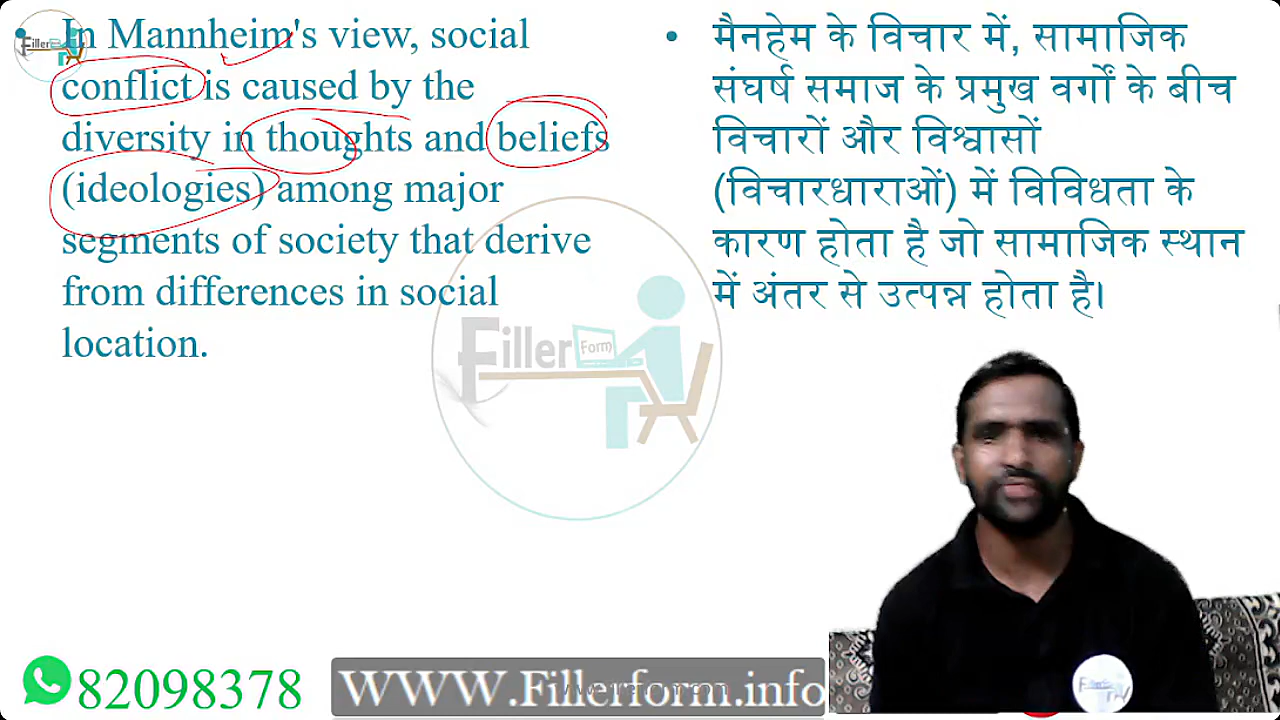 In Mannheim's view, social
conflict is caused by the
diversity in thoughts and beliefs
(ideologies) among major
segments of society that derive
from differences in social
location.
मैनहेम के विचार में, सामाजिक
संघर्ष समाज के प्रमुख वर्गों के बीच
विचारों और विश्वासों
(विचारधाराओं) में विविधता के
कारण होता है जो सामाजिक स्थान
में अंतर से उत्पन्न होता है।
Filler Form
82098378
WWW.Fillerform.info